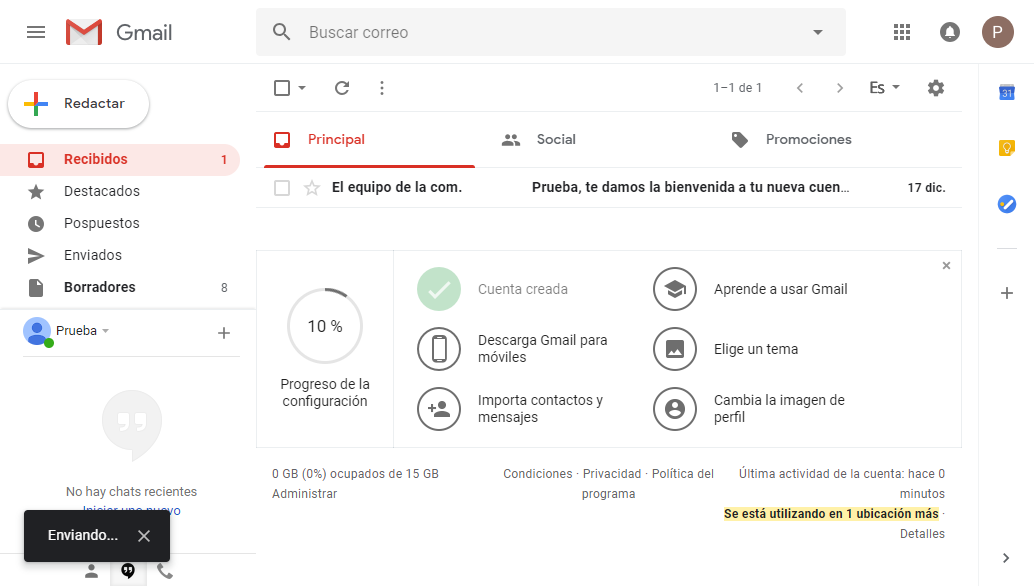 Gmail
Buscar correo
P
Redactar
1–1 de 1
Es
31
Principal
Social
Promociones
Recibidos 1
Destacados
Pospuestos
Enviados
Borradores 8
El equipo de la com. Prueba, te damos la bienvenida a tu nueva cuen… 17 dic.
Prueba
10 %
Progreso de la
configuración
Cuenta creada
Descarga Gmail para
móviles
Importa contactos y
mensajes
Aprende a usar Gmail
Elige un tema
Cambia la imagen de
perfil
No hay chats recientes
Iniciar uno nuevo
Enviando...
0 GB (0%) ocupados de 15 GB
Administrar
Condiciones · Privacidad · Política del
programa
Última actividad de la cuenta: hace 0
minutos
Se está utilizando en 1 ubicación más ·
Detalles